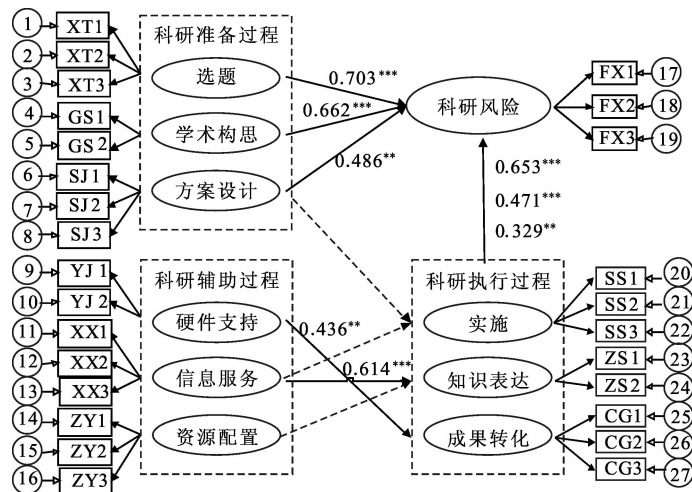 科研准备过程
1 XT1
2 XT2
3 XT3
4 GS1
5 GS 2
6 SJ1
7 SJ2
8 SJ3
选题
学术构思
方案设计
0.703***
0.662***
0.486**
科研风险
FX1 17
FX2 18
FX3 19
0.653***
0.471***
0.329**
科研辅助过程
9 YJ 1
10 YJ 2
11 XX1
12 XX2
13 XX3
14 ZY1
15 ZY2
16 ZY3
硬件支持
信息服务
资源配置
0.436**
0.614***
科研执行过程
实施
知识表达
成果转化
SS1 20
SS2 21
SS3 22
ZS1 23
ZS2 24
CG1 25
CG2 26
CG3 27